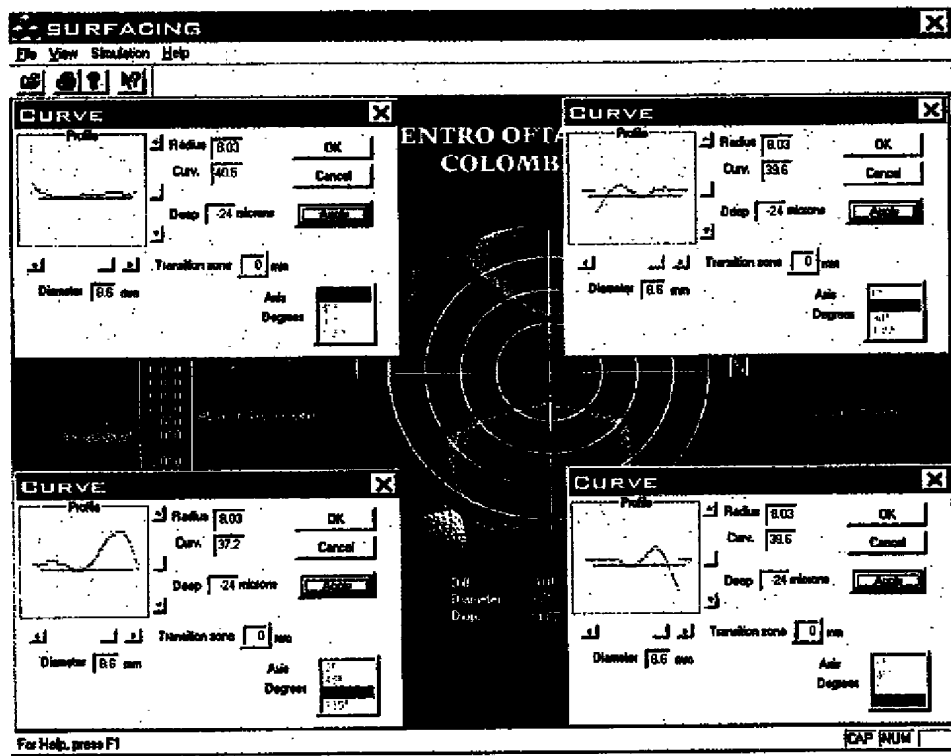 SURFACING
File View Simulation Help
CURVE
Profile
Radius 8.03
OK
Curv. 40.6
Cancel
Deep -24 microns
Apply
Transition zone 0 mm
Diameter 8.6 mm
Axis
Degrees
ENTRO OFTA
COLOMB
CURVE
Profile
Radius 8.03
OK
Curv. 39.6
Cancel
Deep -24 microns
Apply
Transition zone 0 mm
Diameter 8.6 mm
Axis
Degrees
N
CURVE
Profile
Radius 8.03
OK
Curv. 37.2
Cancel
Deep -24 microns
Apply
Transition zone 0 mm
Diameter 8.6 mm
Axis
Degrees
Diameter
CURVE
Profile
Radius 8.03
OK
Curv. 39.6
Cancel
Deep -24 microns
Apply
Transition zone 0 mm
Diameter 8.6 mm
Axis
Degrees
For Help, press F1
CAP NUM